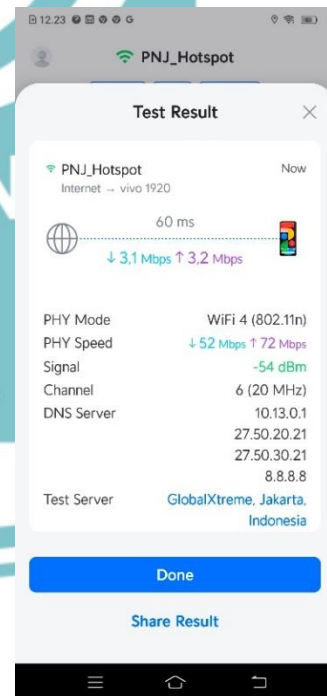 12.23 G
PNJ_Hotspot
Test Result
PNJ_Hotspot Now
Internet → vivo 1920
60 ms
↓ 3,1 Mbps ↑ 3,2 Mbps
PHY Mode WiFi 4 (802.11n)
PHY Speed ↓ 52 Mbps ↑ 72 Mbps
Signal -54 dBm
Channel 6 (20 MHz)
DNS Server 10.13.0.1
27.50.20.21
27.50.30.21
8.8.8.8
Test Server GlobalXtreme, Jakarta,
Indonesia
Done
Share Result